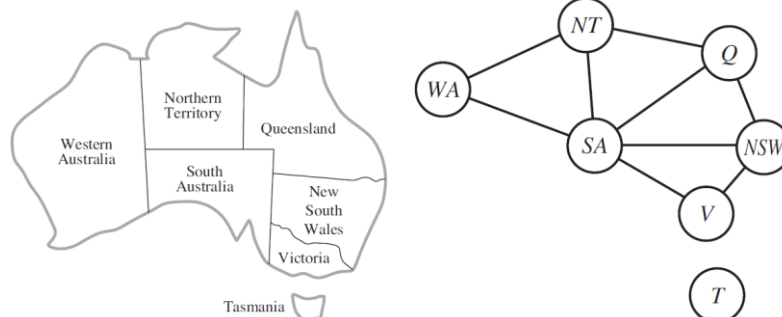 Northern
Territory
Western
Australia
Queensland
South
Australia
New
South
Wales
Victoria
Tasmania
NT
Q
WA
SA
NSW
V
T